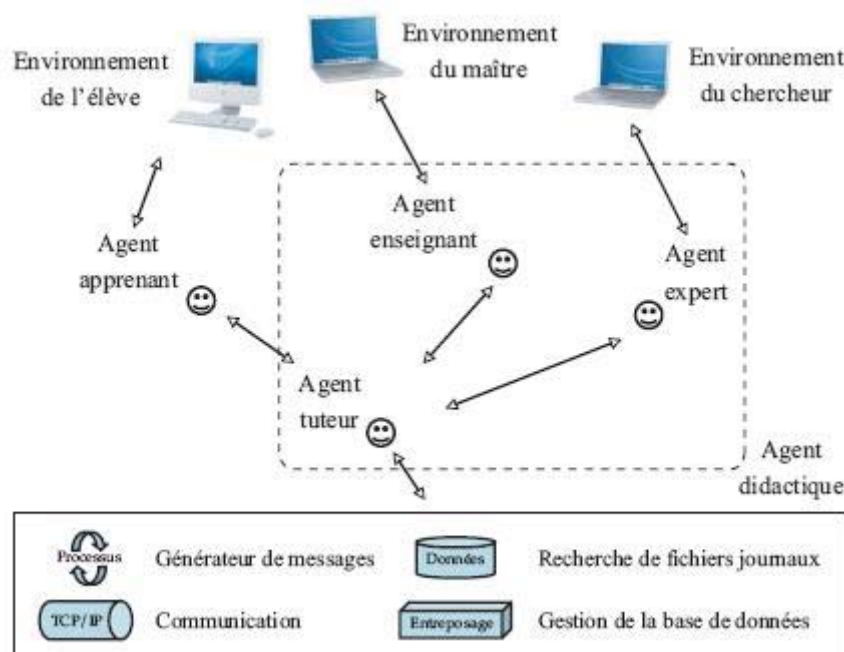 Environnement
de l'élève
Environnement
du maître
Environnement
du chercheur
Agent
apprenant
Agent
enseignant
Agent
expert
Agent
tuteur
Agent
didactique
Processus
Générateur de messages
Données
Recherche de fichiers journaux
TCP/IP
Communication
Entreposage
Gestion de la base de données